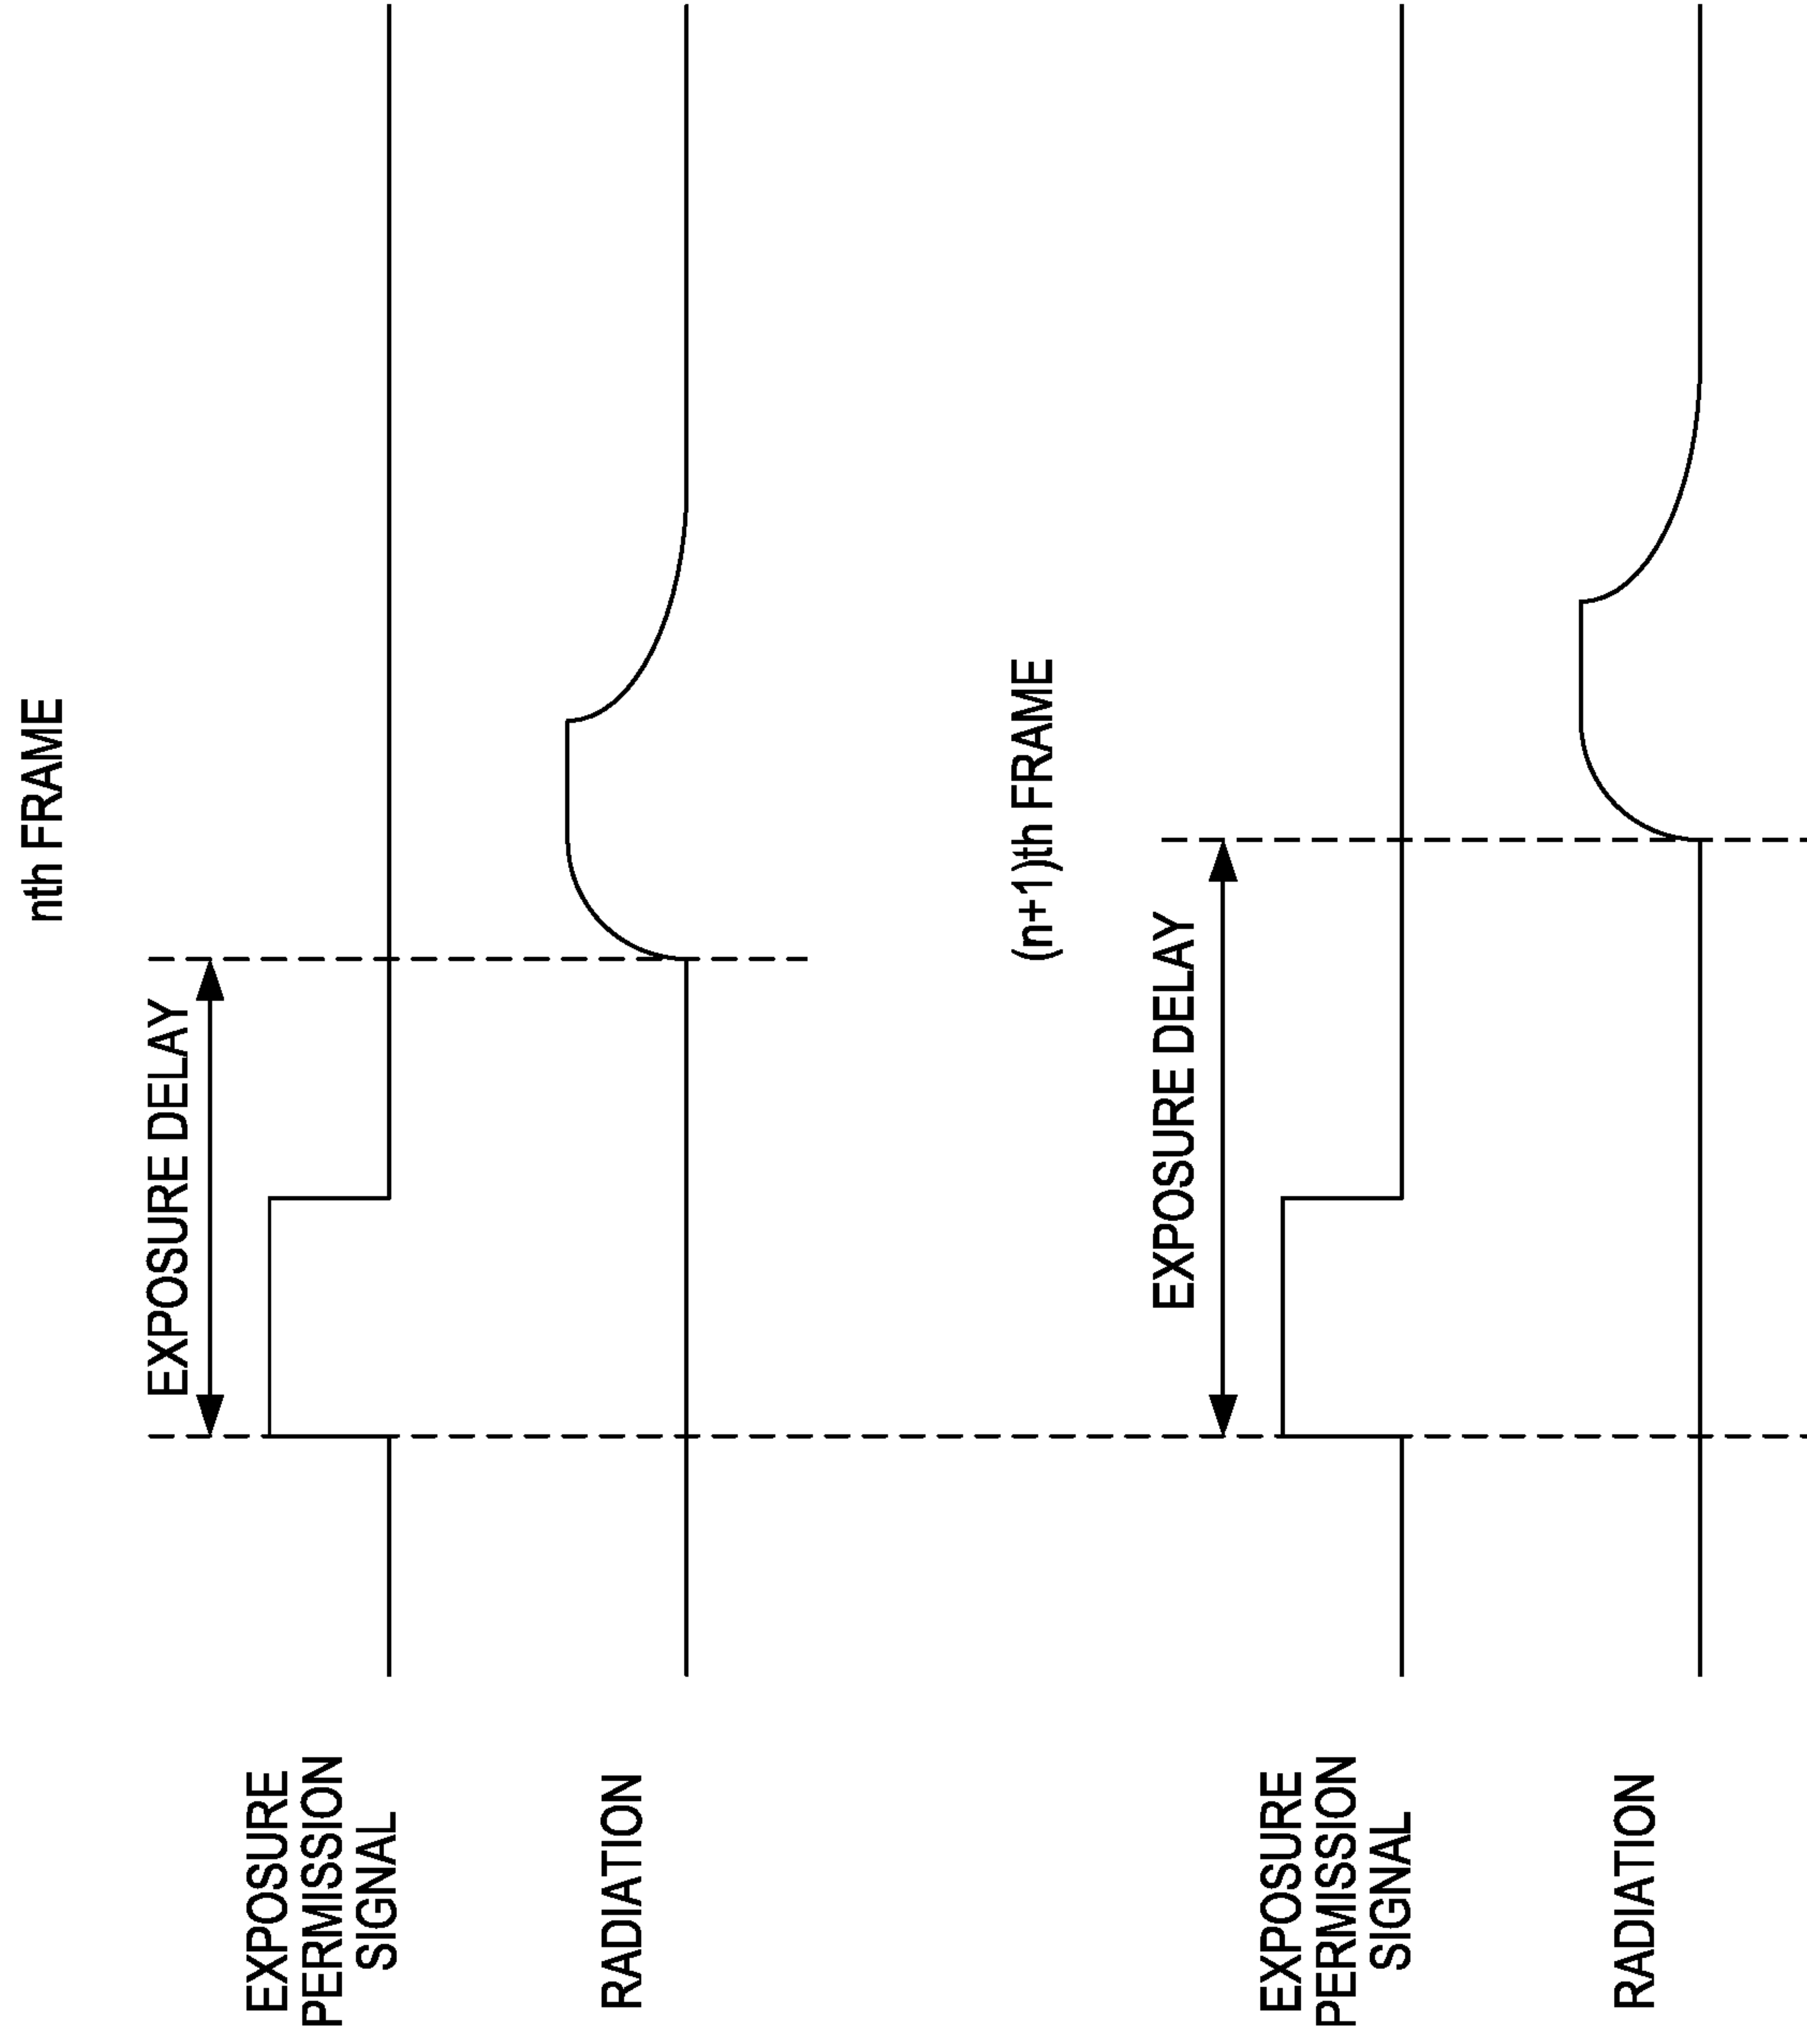 nth FRAME
EXPOSURE DELAY
EXPOSURE
PERMISSION
SIGNAL
RADIATION
(n+1)th FRAME
EXPOSURE DELAY
EXPOSURE
PERMISSION
SIGNAL
RADIATION